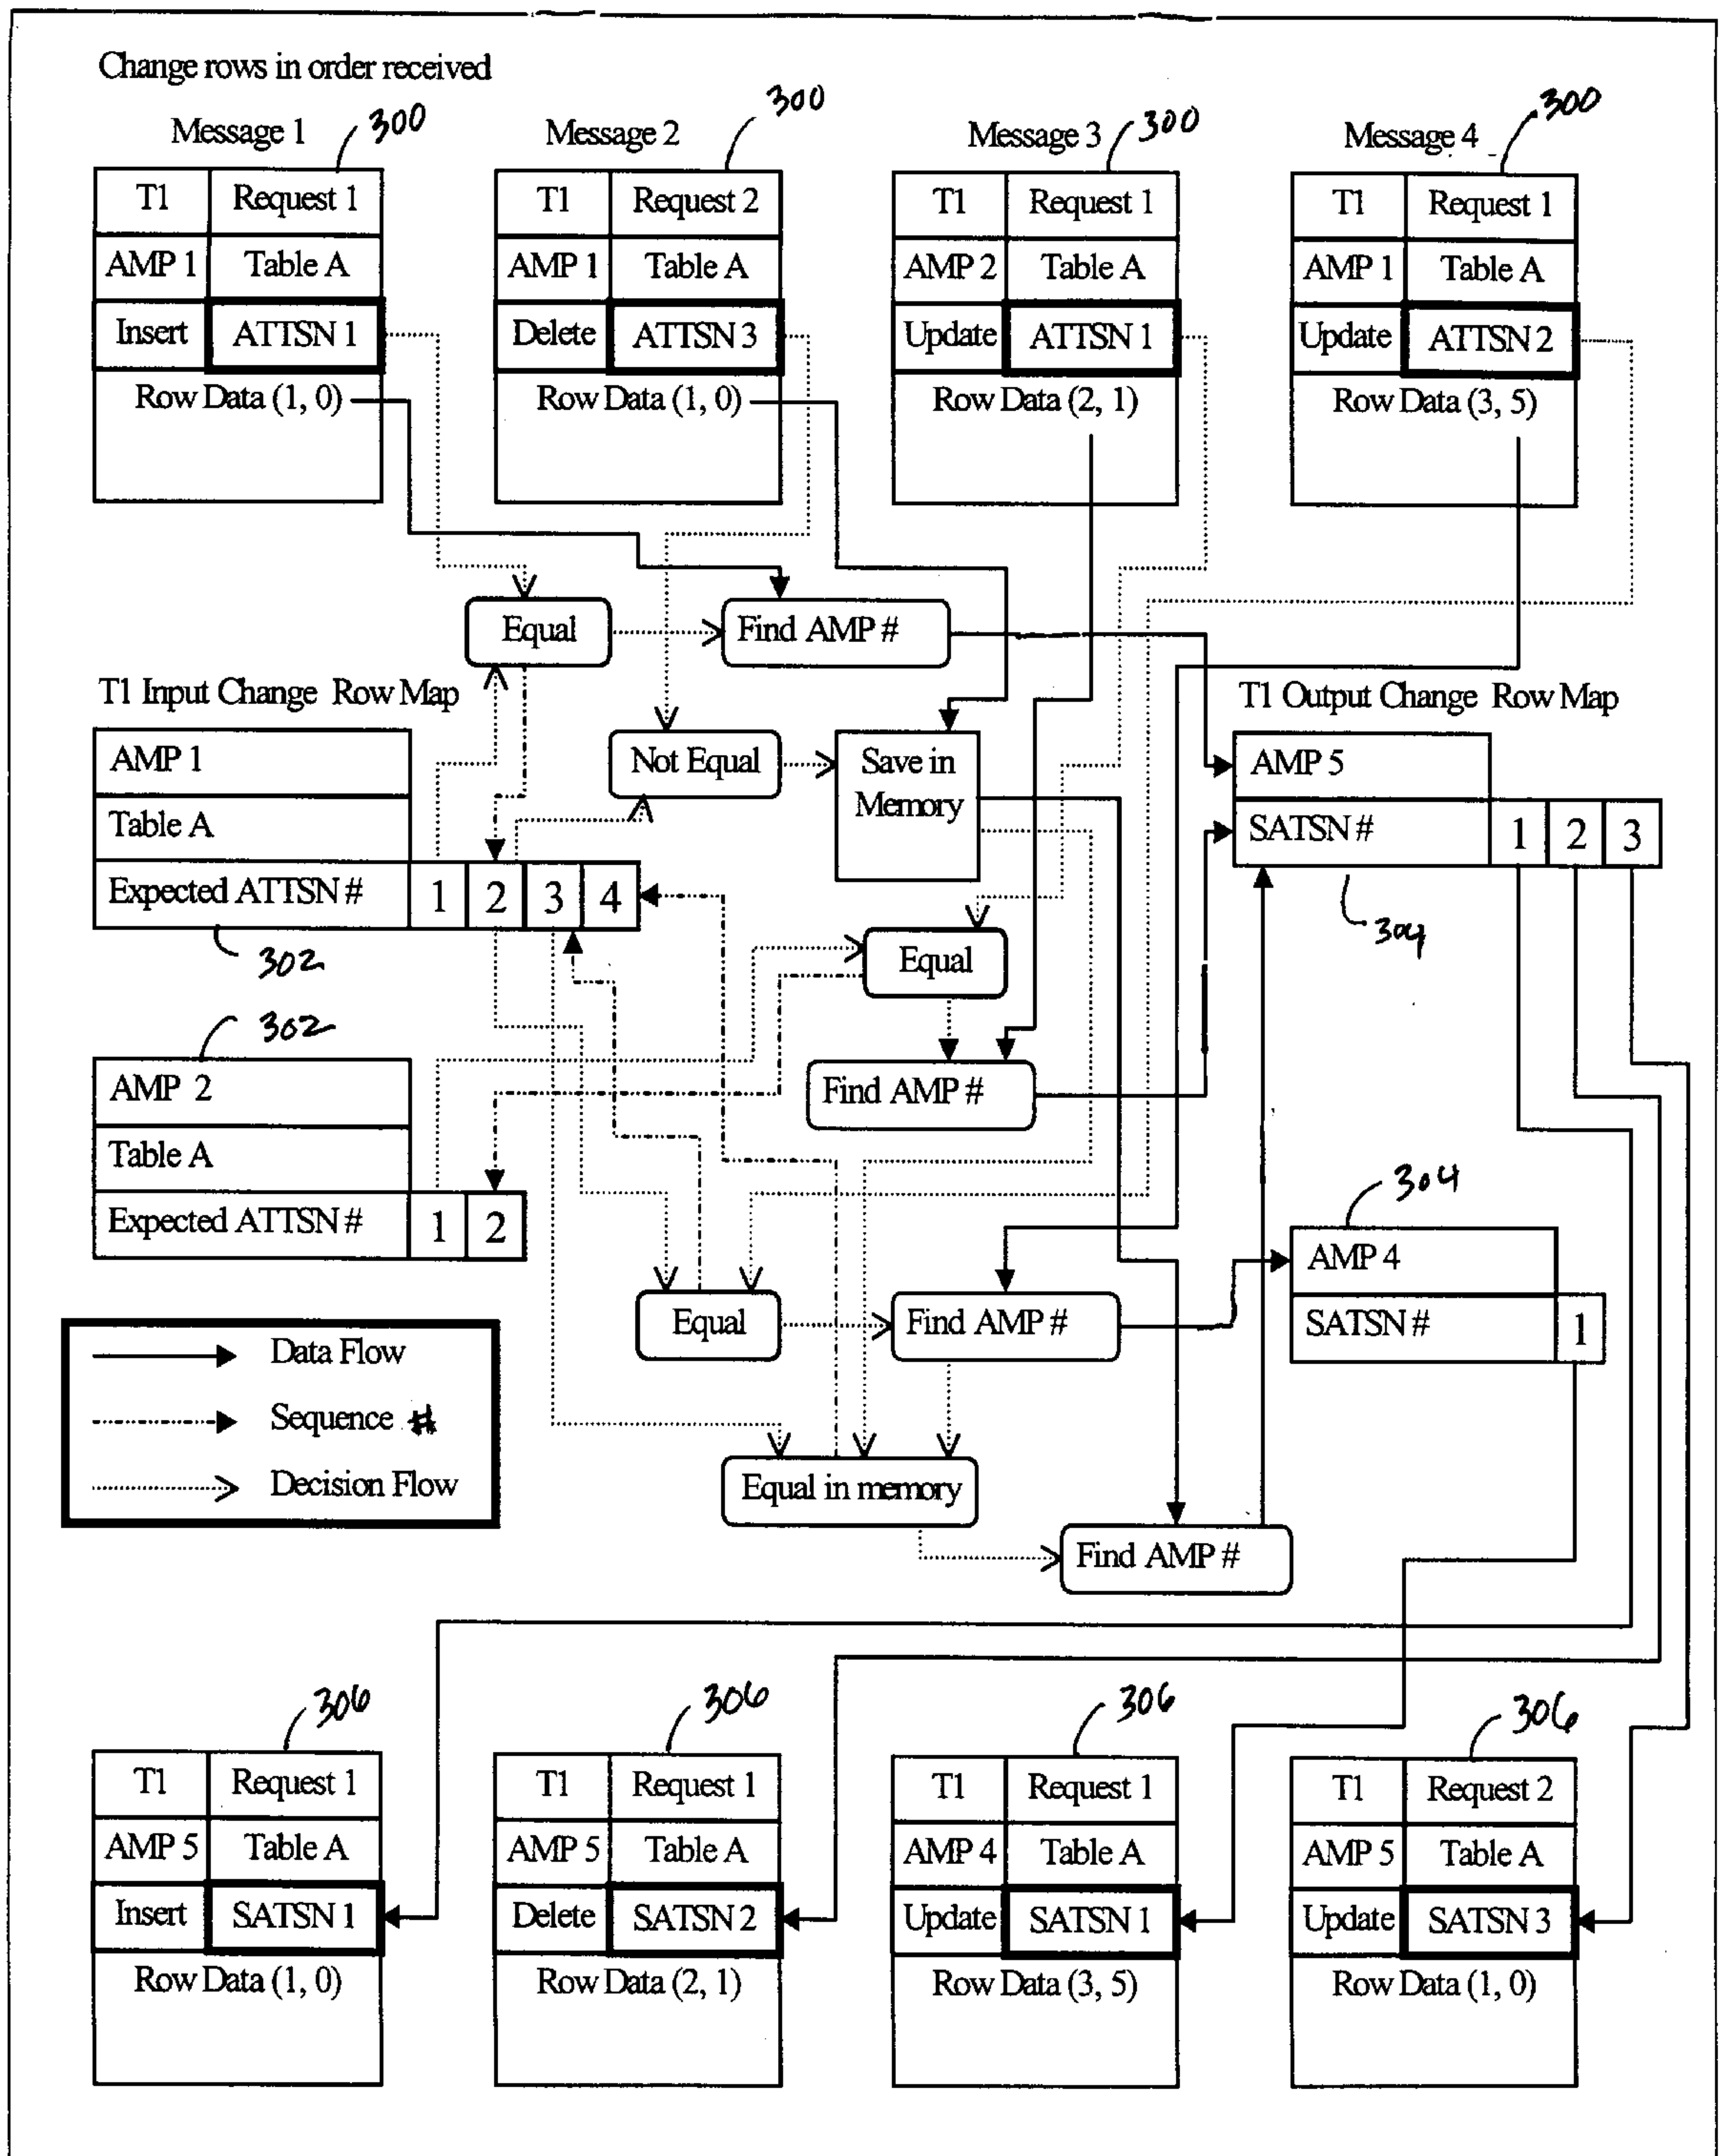 Change rows in order received
Message 1
300
Message 2
300
Message 3
300
Message 4
300
T1 Request 1
AMP 1 Table A
Insert ATTSN 1
Row Data (1, 0)
T1 Request 2
AMP 1 Table A
Delete ATTSN 3
Row Data (1, 0)
T1 Request 1
AMP 2 Table A
Update ATTSN 1
Row Data (2, 1)
T1 Request 1
AMP 1 Table A
Update ATTSN 2
Row Data (3, 5)
Equal
Find AMP #
T1 Input Change Row Map
T1 Output Change Row Map
AMP 1
Table A
Expected ATTSN # 1 2 3 4
302
Not Equal
Save in
Memory
AMP 5
SATSN # 1 2 3
304
Equal
302
AMP 2
Table A
Expected ATTSN # 1 2
Find AMP #
304
AMP 4
SATSN # 1
Equal
Find AMP #
Data Flow
Sequence #
Decision Flow
Equal in memory
Find AMP #
306
306
306
306
T1 Request 1
AMP 5 Table A
Insert SATSN 1
Row Data (1, 0)
T1 Request 1
AMP 5 Table A
Delete SATSN 2
Row Data (2, 1)
T1 Request 1
AMP 4 Table A
Update SATSN 1
Row Data (3, 5)
T1 Request 2
AMP 5 Table A
Update SATSN 3
Row Data (1, 0)